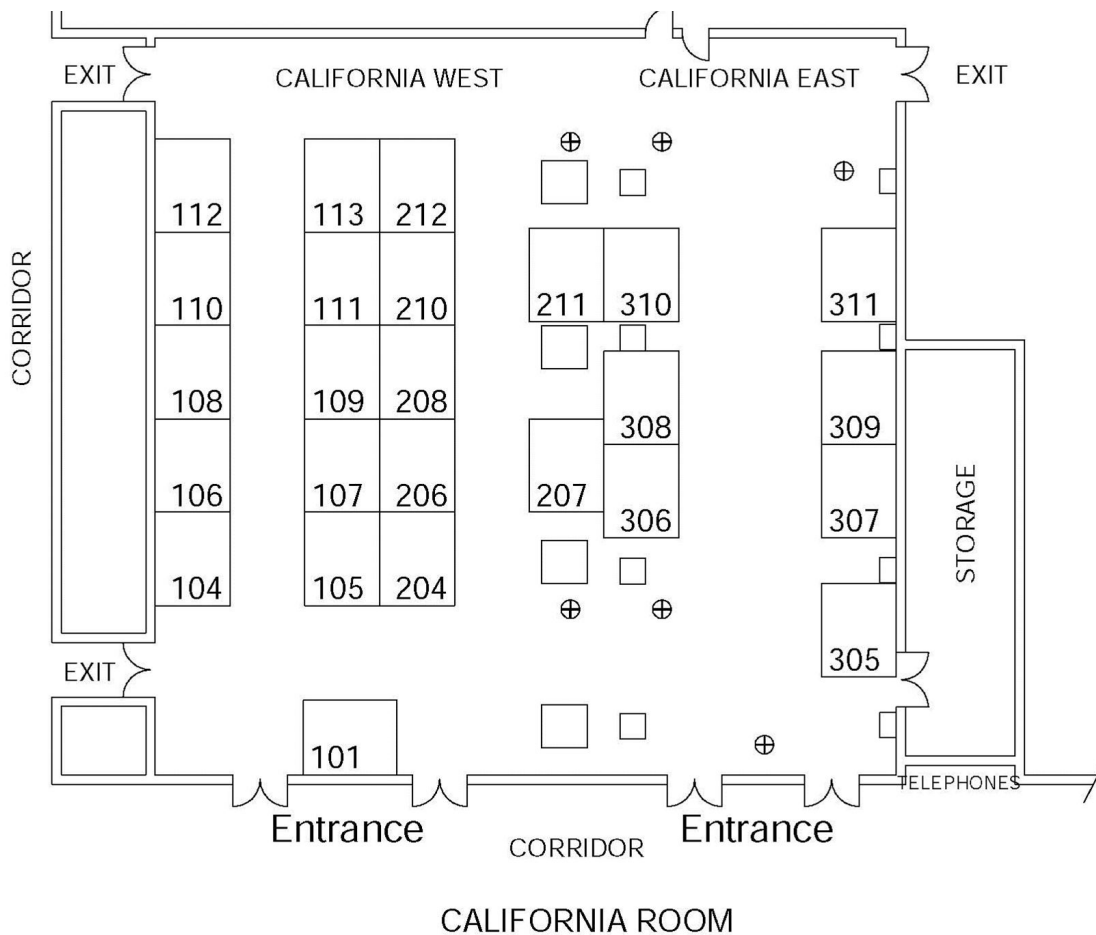 EXIT
CALIFORNIA WEST
CALIFORNIA EAST
EXIT
112
113
212
110
111
210
211
310
311
CORRIDOR
108
109
208
308
309
106
107
206
207
306
307
STORAGE
104
105
204
305
EXIT
101
TELEPHONES
Entrance
Entrance
CORRIDOR
CALIFORNIA ROOM